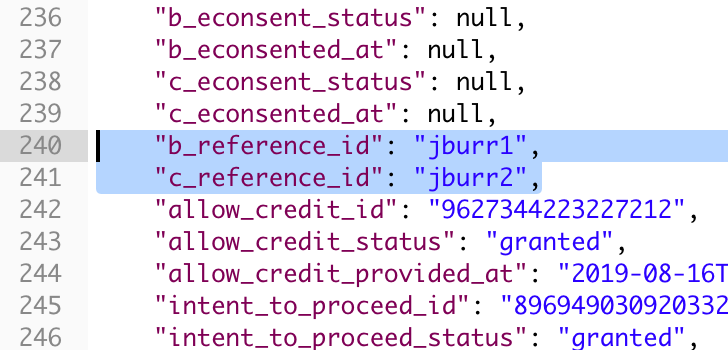 236 "b_econsent_status": null,
237 "b_econsented_at": null,
238 "c_econsent_status": null,
239 "c_econsented_at": null,
240 "b_reference_id": "jburr1",
241 "c_reference_id": "jburr2",
242 "allow_credit_id": "9627344223227212",
243 "allow_credit_status": "granted",
244 "allow_credit_provided_at": "2019-08-16T
245 "intent_to_proceed_id": "896949030920332
246 "intent_to_proceed_status": "granted",